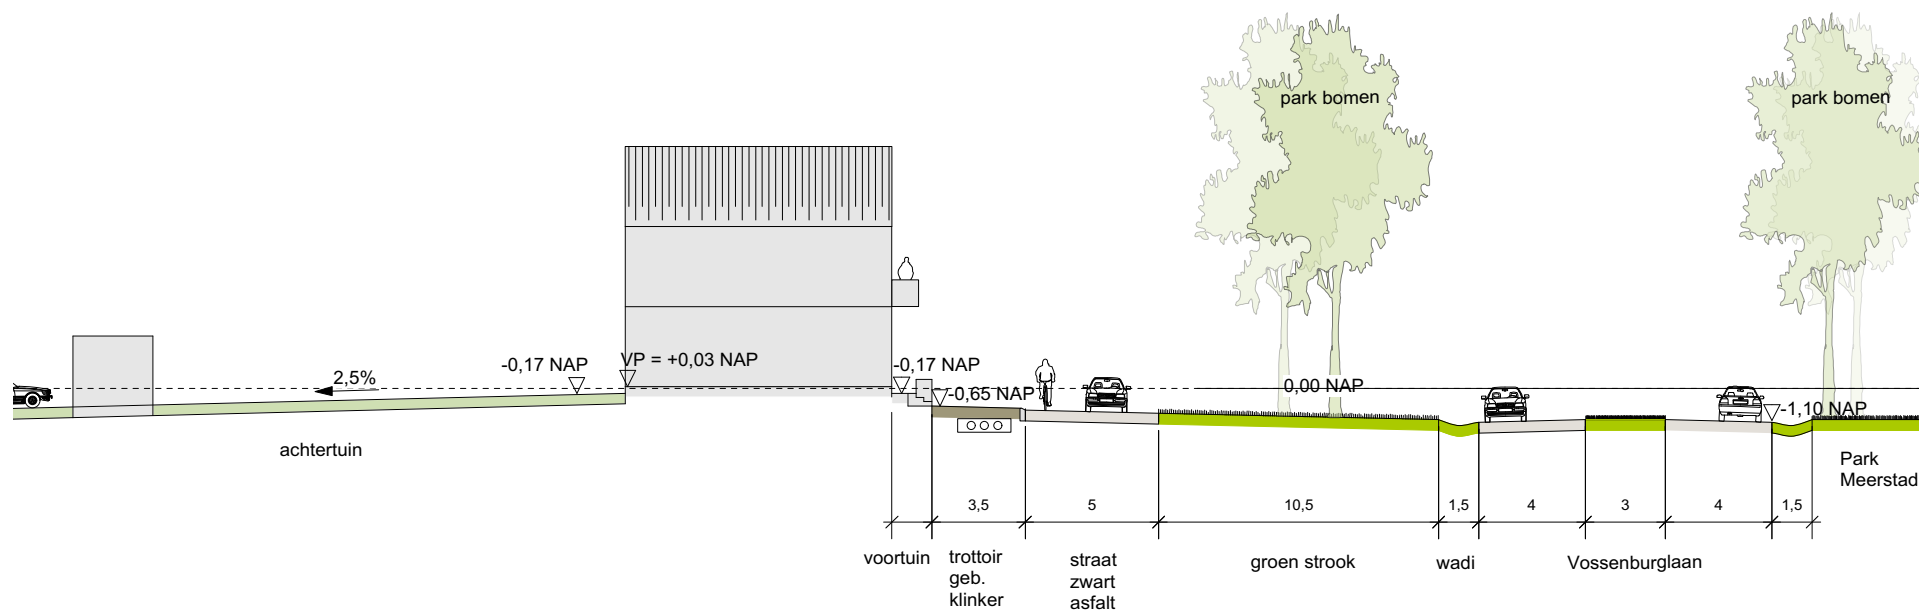 park bomen
park bomen
-0,17 NAP
VP = +0,03 NAP
-0,17 NAP
2,5%
0,00 NAP
-0,65 NAP
-1,10 NAP
achtertuin
Park
Meerstad
3,5
5
10,5
1,5
4
3
4
1,5
voortuin
trottoir
geb.
klinker
straat
zwart
asfalt
groen strook
wadi
Vossenburglaan